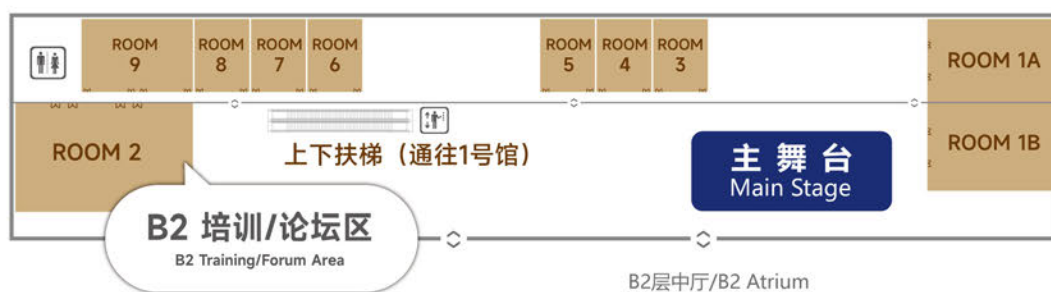 ROOM
9
ROOM
8
ROOM
7
ROOM
6
ROOM
5
ROOM
4
ROOM
3
ROOM 1A
ROOM 2
上下扶梯（通往1号馆）
主舞台
Main Stage
ROOM 1B
B2 培训/论坛区
B2 Training/Forum Area
B2层中厅/B2 Atrium